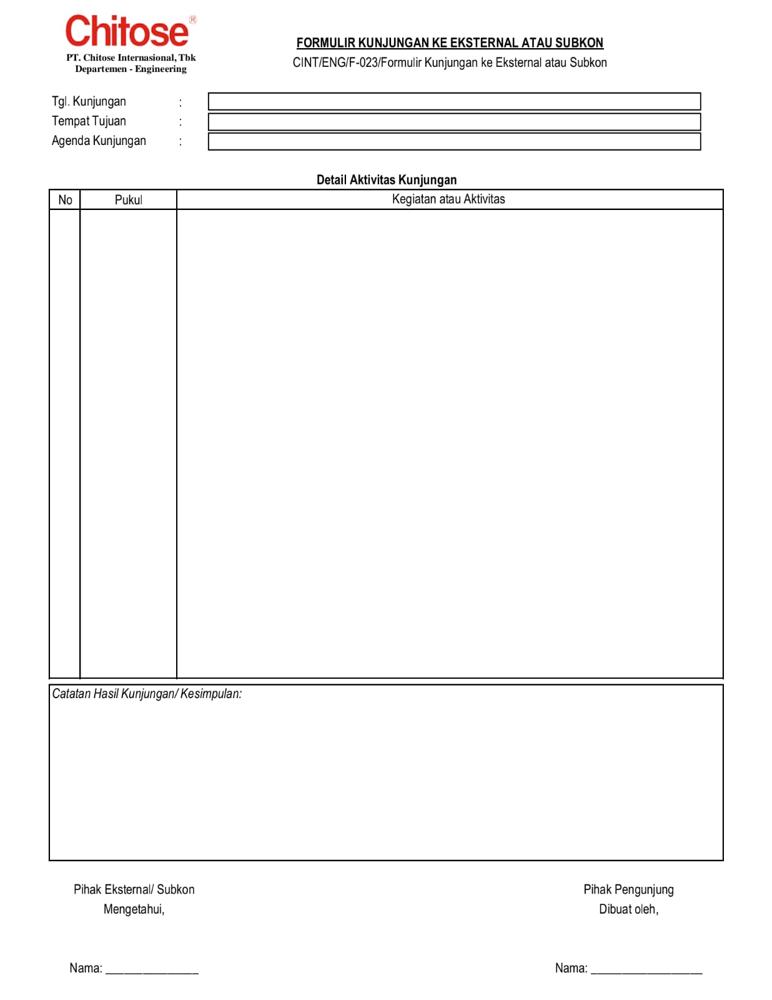 Chitose®
PT. Chitose Internasional, Tbk
Departemen - Engineering
FORMULIR KUNJUNGAN KE EKSTERNAL ATAU SUBKON
CINT/ENG/F-023/Formulir Kunjungan ke Eksternal atau Subkon
Tgl. Kunjungan :
Tempat Tujuan :
Agenda Kunjungan :
Detail Aktivitas Kunjungan
No Pukul Kegiatan atau Aktivitas
Catatan Hasil Kunjungan/ Kesimpulan:
Pihak Eksternal/ Subkon Pihak Pengunjung
Mengetahui, Dibuat oleh,
Nama: _______________ Nama: __________________